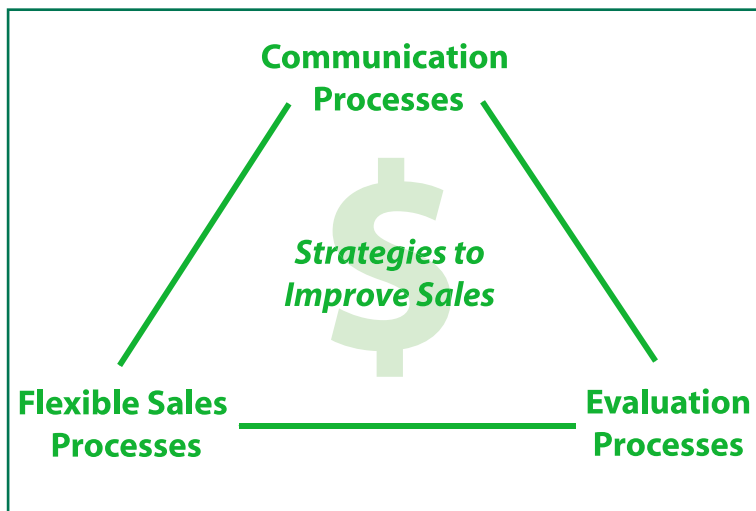 Communication
Processes
$
Strategies to
Improve Sales
Flexible Sales
Processes
Evaluation
Processes